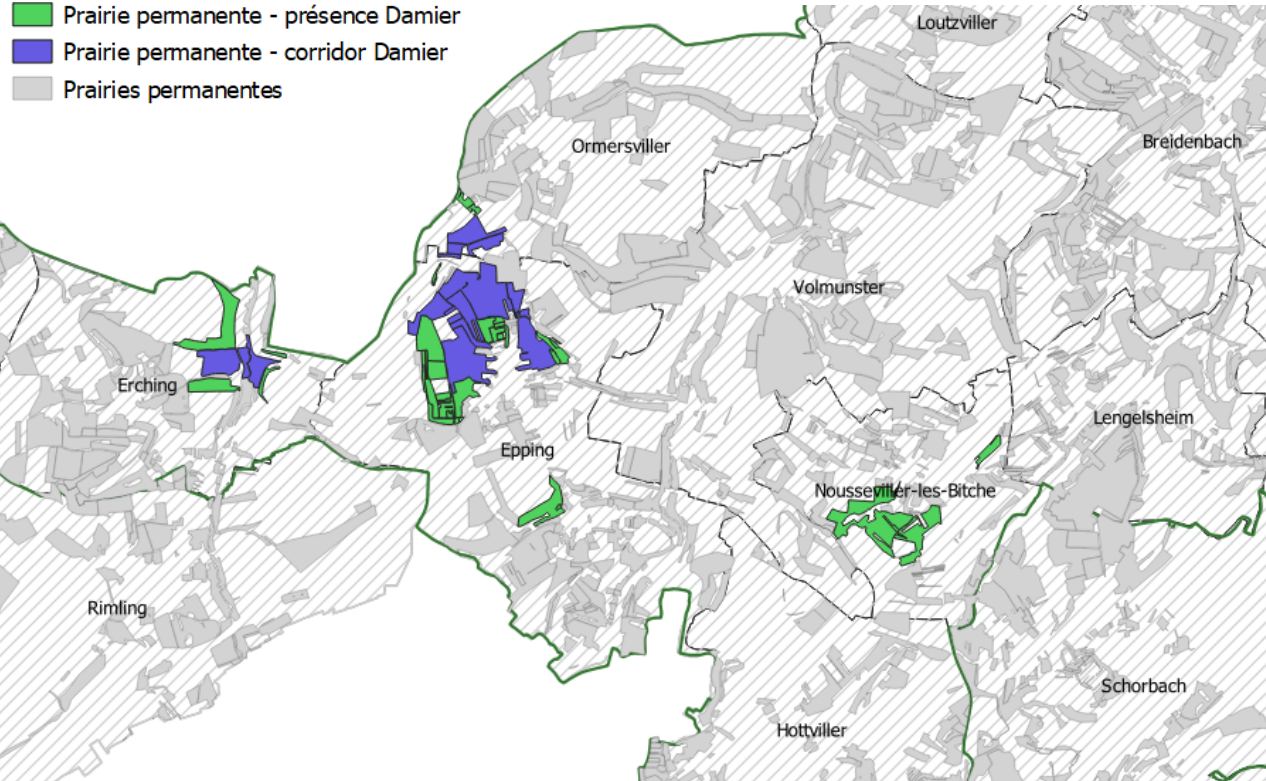 Prairie permanente - présence Damier
Prairie permanente - corridor Damier
Prairies permanentes
Loutzviller
Ormersviller
Breidenbach
Volmunster
Erching
Lengelsheim
Epping
Nousseviller-les-Bitche
Rimling
Schorbach
Hottviller